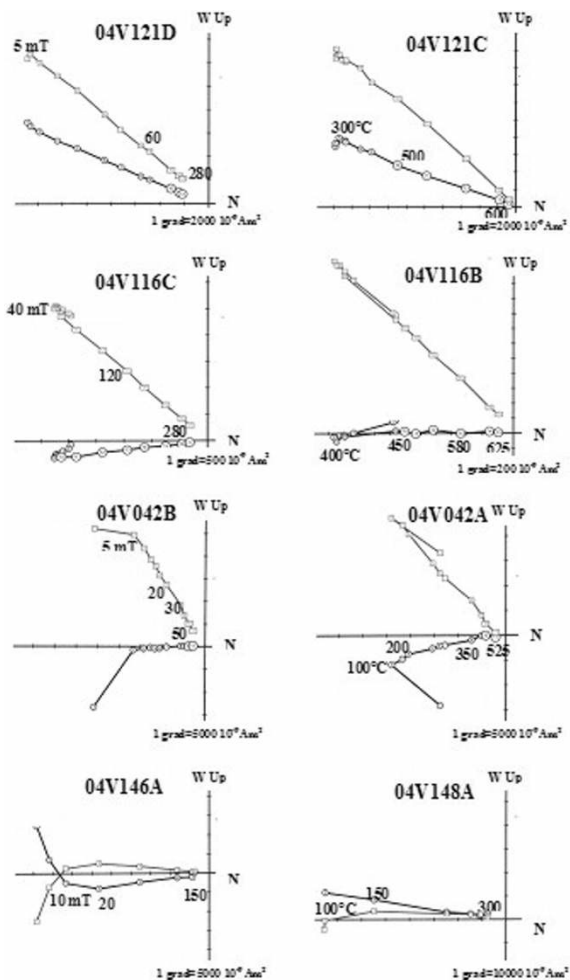 W Up
04V121D
5 mT
60
280
N
1 grad=2000 10⁻⁶ Am²
W Up
04V121C
300°C
500
600
N
1 grad=2000 10⁻⁶ Am²
W Up
04V116C
40 mT
120
280
N
1 grad=500 10⁻⁶ Am²
W Up
04V116B
400°C
450
580
625
N
1 grad=200 10⁻⁶ Am²
W Up
04V042B
5 mT
20
30
50
N
1 grad=5000 10⁻⁶ Am²
W Up
04V042A
200
100°C
350
525
N
1 grad=5000 10⁻⁶ Am²
W Up
04V146A
10 mT
20
150
N
1 grad=5000 10⁻⁶ Am²
W Up
04V148A
100°C
150
300
N
1 grad=10000 10⁻⁶ Am²